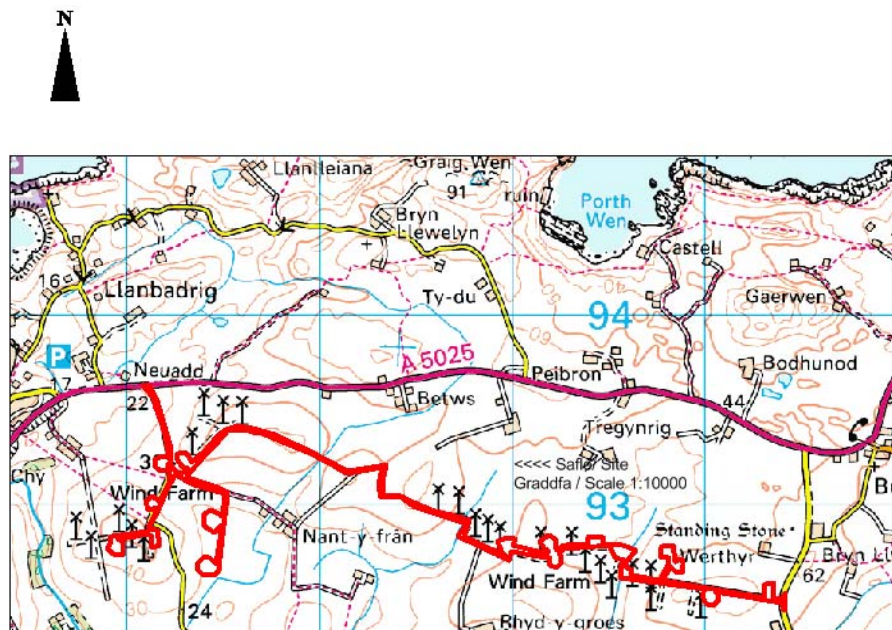 N
Llanlleiana
Graig Wen
91
ruin
Porth
Wen
Bryn
Llewelyn
Castell
16
Llanbadrig
Ty-du
94
Gaerwen
P
A 5025
17
Neuadd
Peibron
Bodhunod
22
Betws
44
Tregynrig
3
Chy
Wind Farm
<<<< Safle/ Site
Graddfa / Scale 1:10000
93
Nant-y-frân
Standing Stone
Werthyr
Bryn
Wind Farm
62
24
Rhyd-y-groes